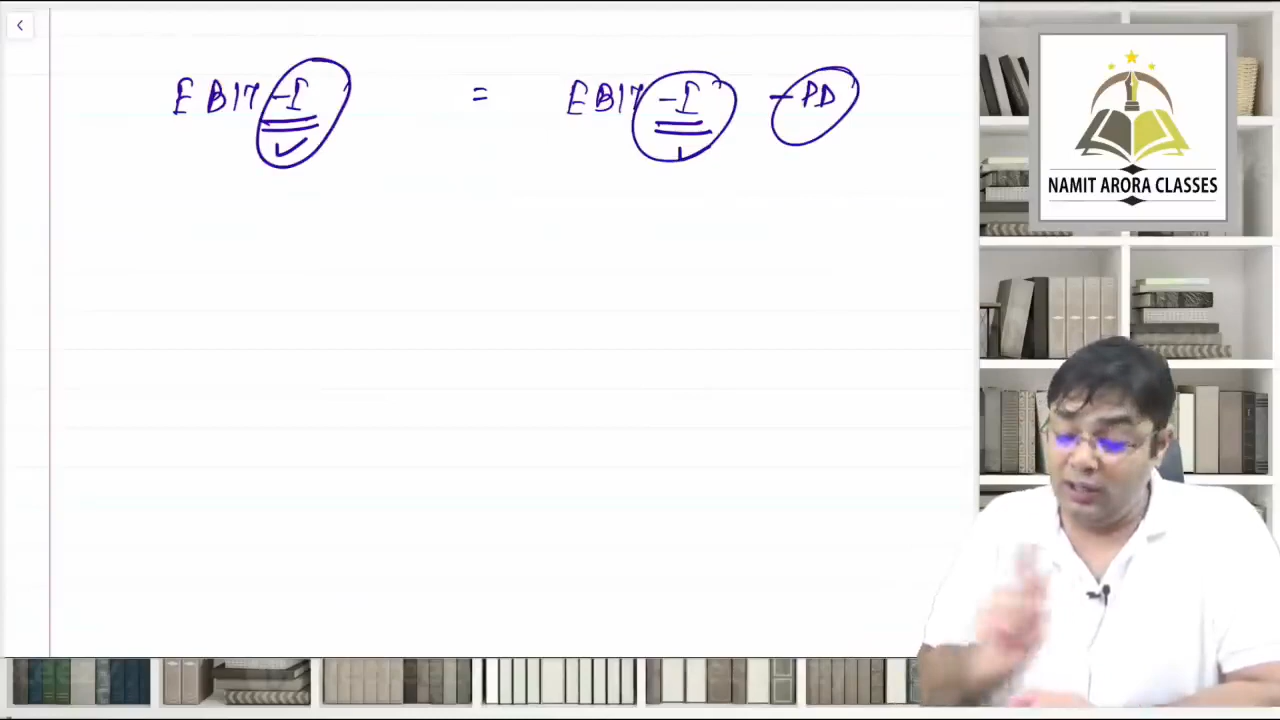 EBIT - I = EBIT - I - PD
NAMIT ARORA CLASSES